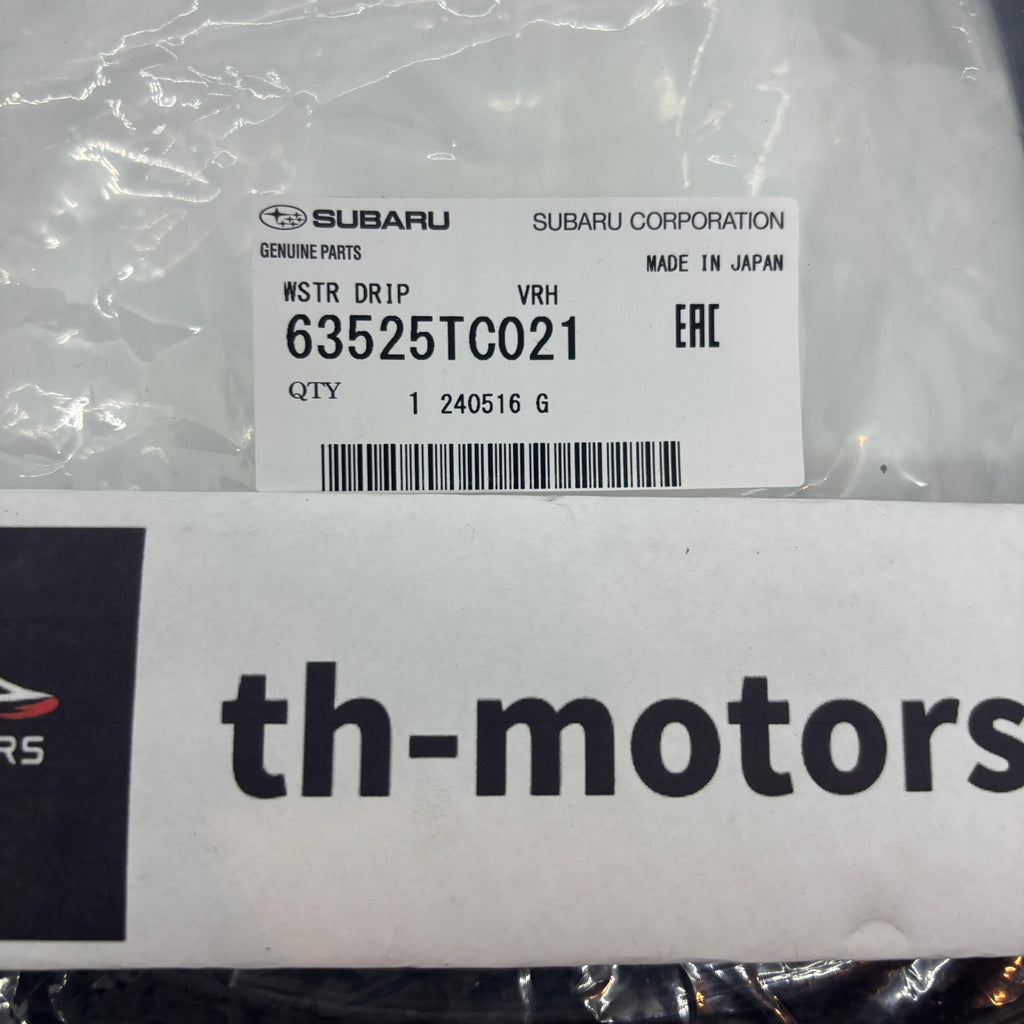 SUBARU
SUBARU CORPORATION
GENUINE PARTS
MADE IN JAPAN
WSTR DRIP VRH
63525TC021
EAC
QTY
1 240516 G
th-motors
RS